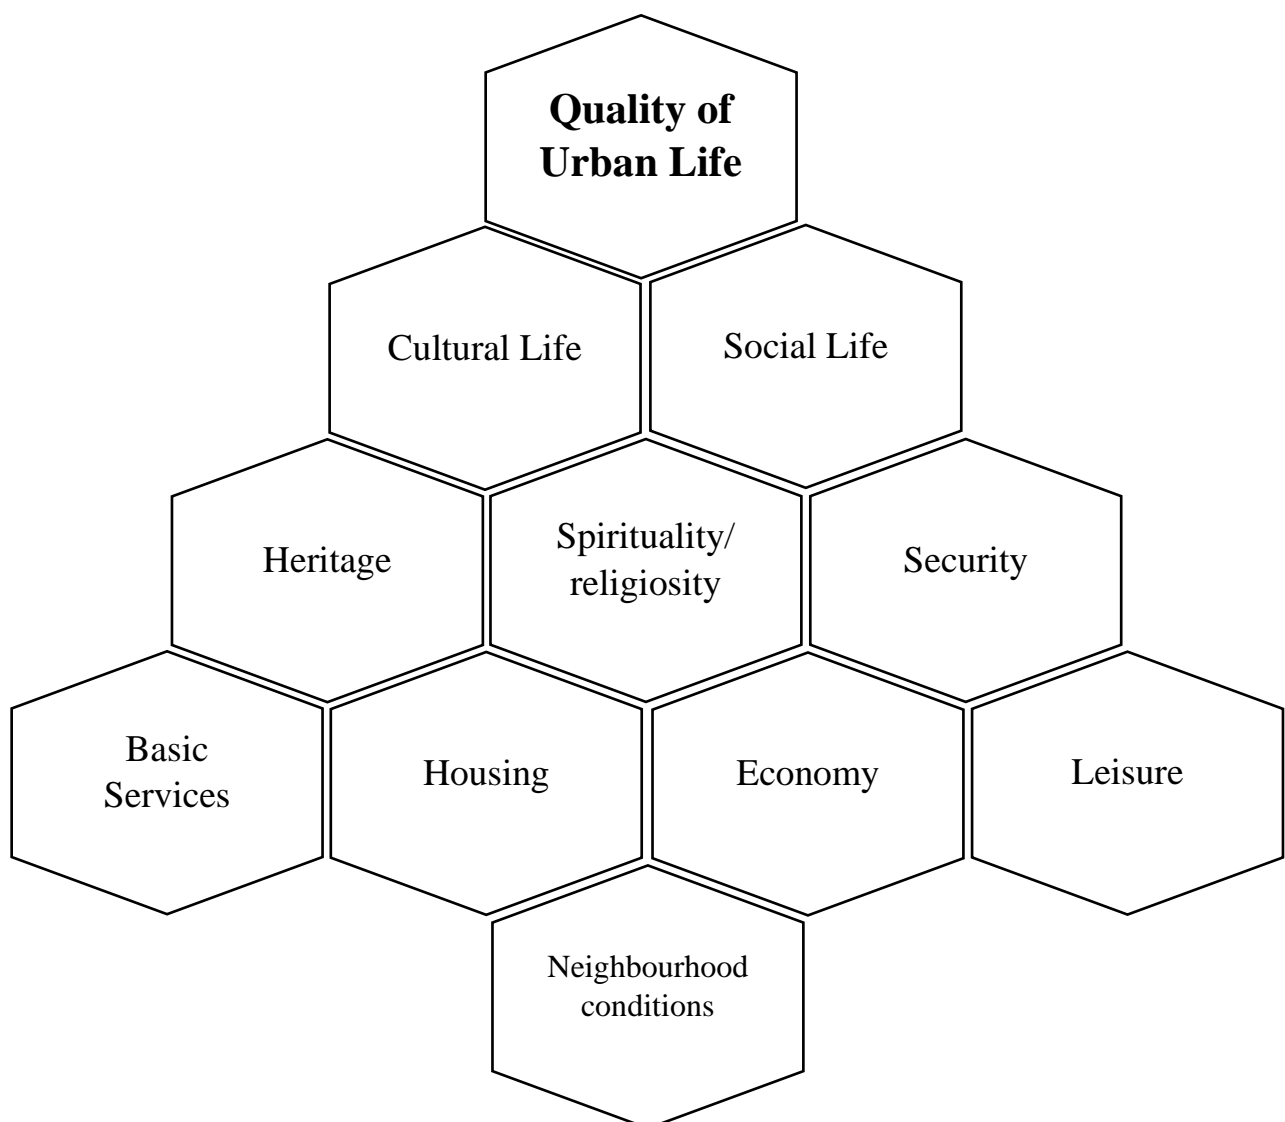 Quality of
Urban Life
Cultural Life
Social Life
Heritage
Spirituality/
religiosity
Security
Basic
Services
Housing
Economy
Leisure
Neighbourhood
conditions